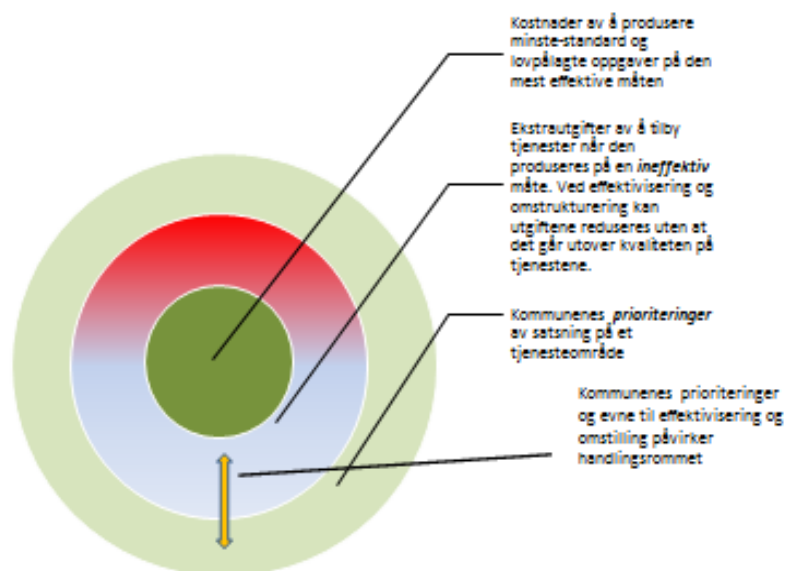 Kostnader av å produsere
minste-standard og
lovpålagte oppgaver på den
mest effektive måten
Ekstrautgifter av å tilby
tjenester når den
produseres på en ineffektiv
måte. Ved effektivisering og
omstrukturering kan
utgiftene reduseres uten at
det går utover kvaliteten på
tjenestene.
Kommunenes prioriteringer
av satsning på et
tjenesteområde
Kommunenes prioriteringer
og evne til effektivisering og
omstilling påvirker
handlingsrommet